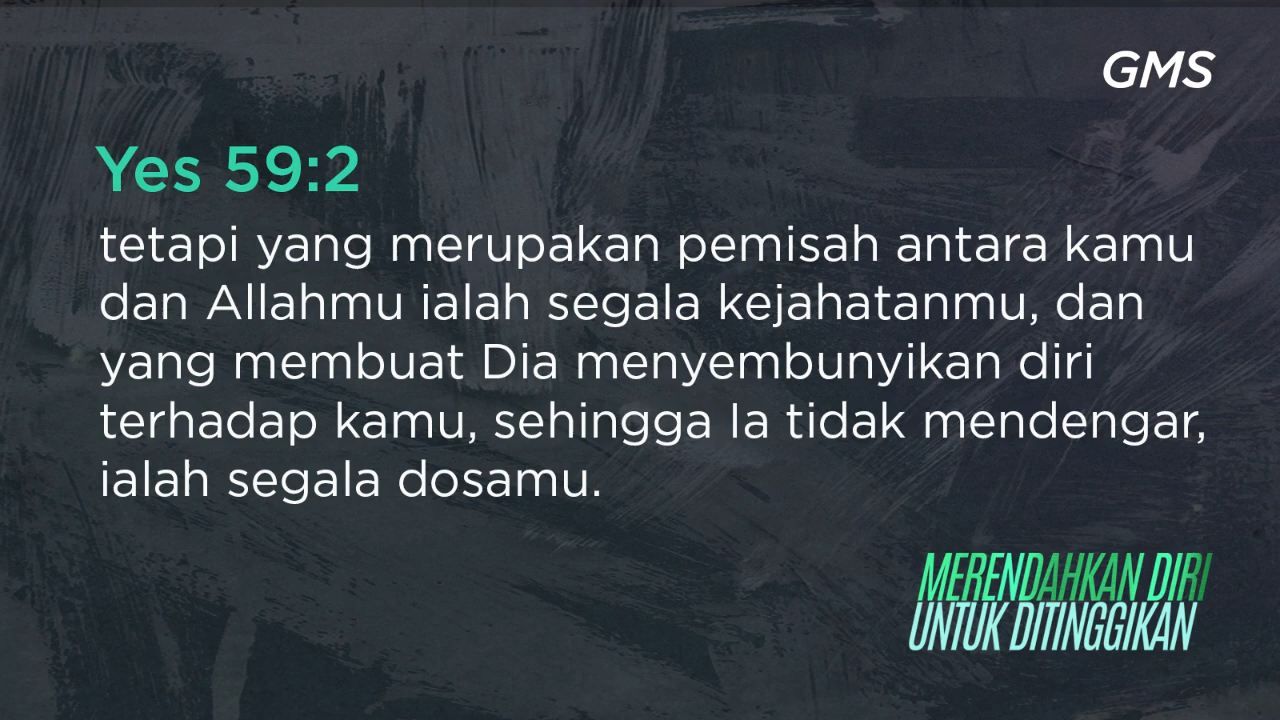 GMS
Yes 59:2
tetapi yang merupakan pemisah antara kamu
dan Allahmu ialah segala kejahatanmu, dan
yang membuat Dia menyembunyikan diri
terhadap kamu, sehingga Ia tidak mendengar,
ialah segala dosamu.
MERENDAHKAN DIRI
UNTUK DITINGGIKAN